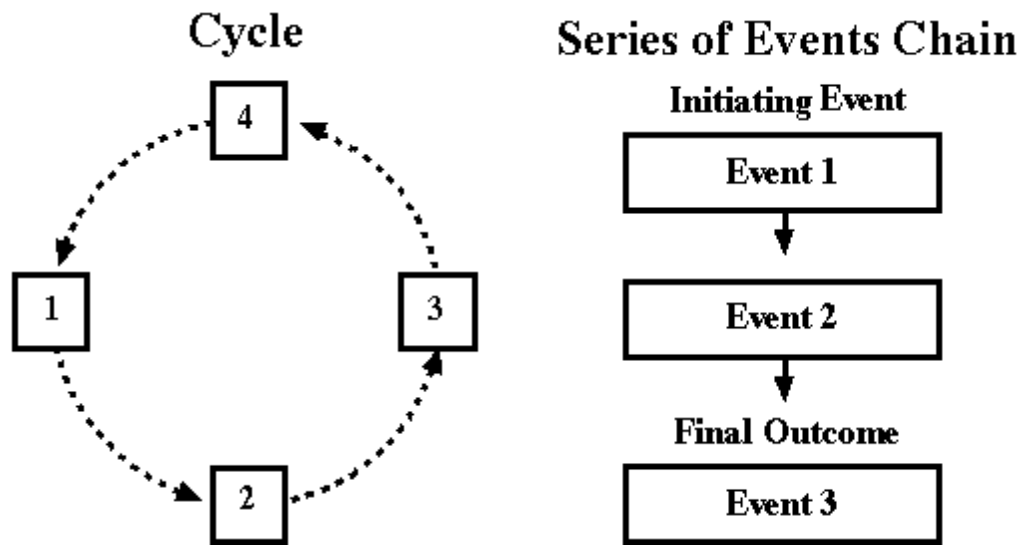 Cycle
4
1
3
2
Series of Events Chain
Initiating Event
Event 1
Event 2
Final Outcome
Event 3